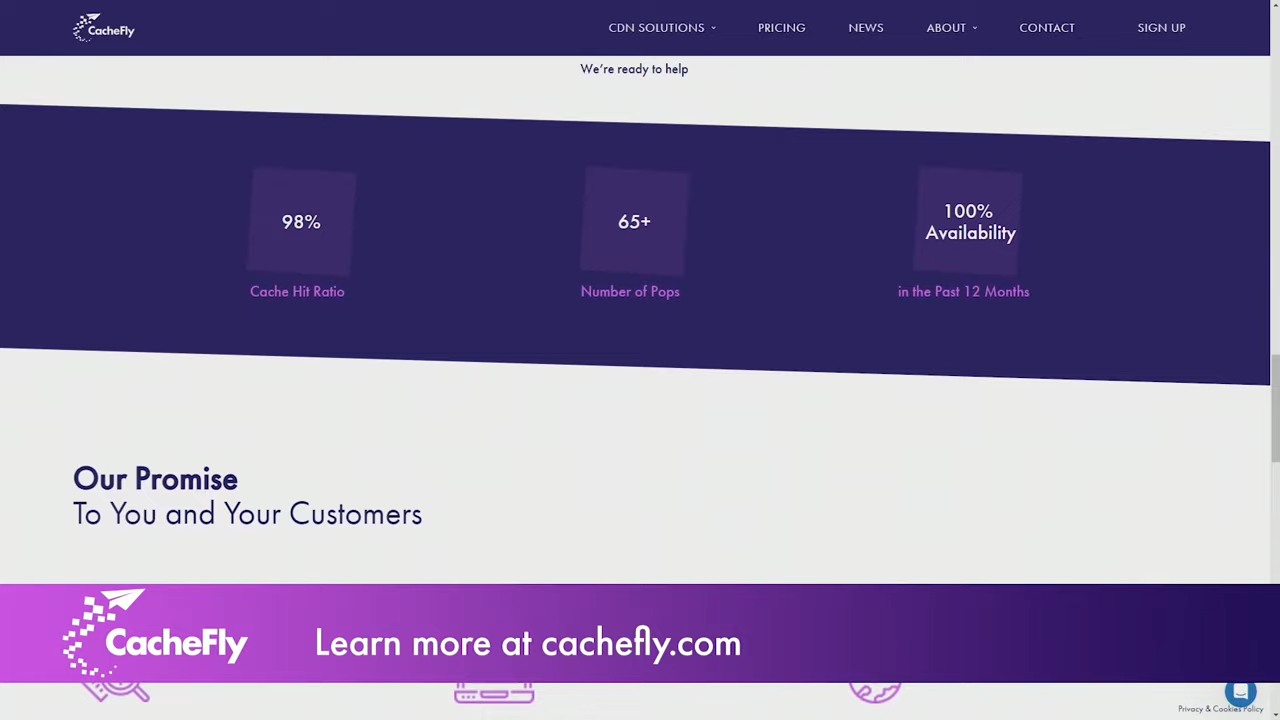 CacheFly
CDN SOLUTIONS
PRICING
NEWS
ABOUT
CONTACT
SIGN UP
We're ready to help
98%
Cache Hit Ratio
65+
Number of Pops
100%
Availability
in the Past 12 Months
Our Promise
To You and Your Customers
CacheFly
Learn more at cachefly.com
Privacy & Cookies Policy